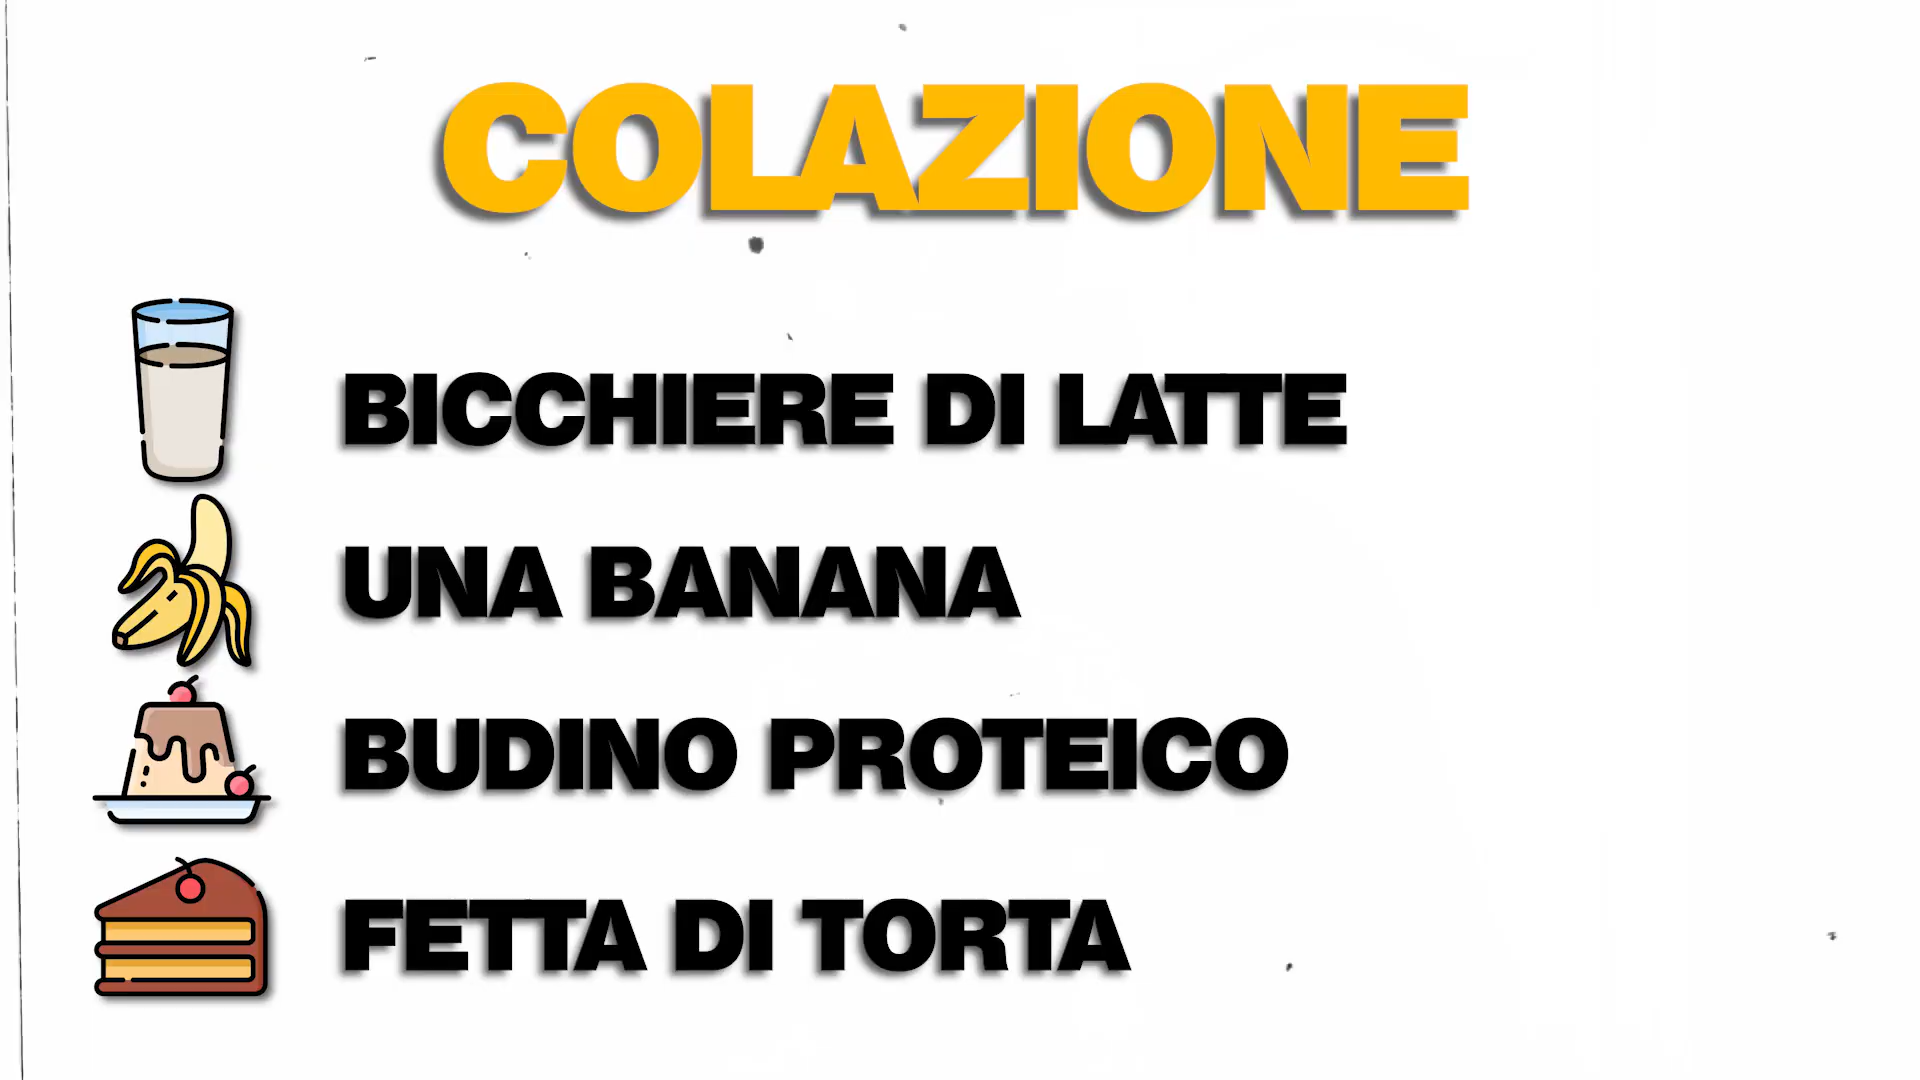 COLAZIONE
BICCHIERE DI LATTE
UNA BANANA
BUDINO PROTEICO
FETTA DI TORTA